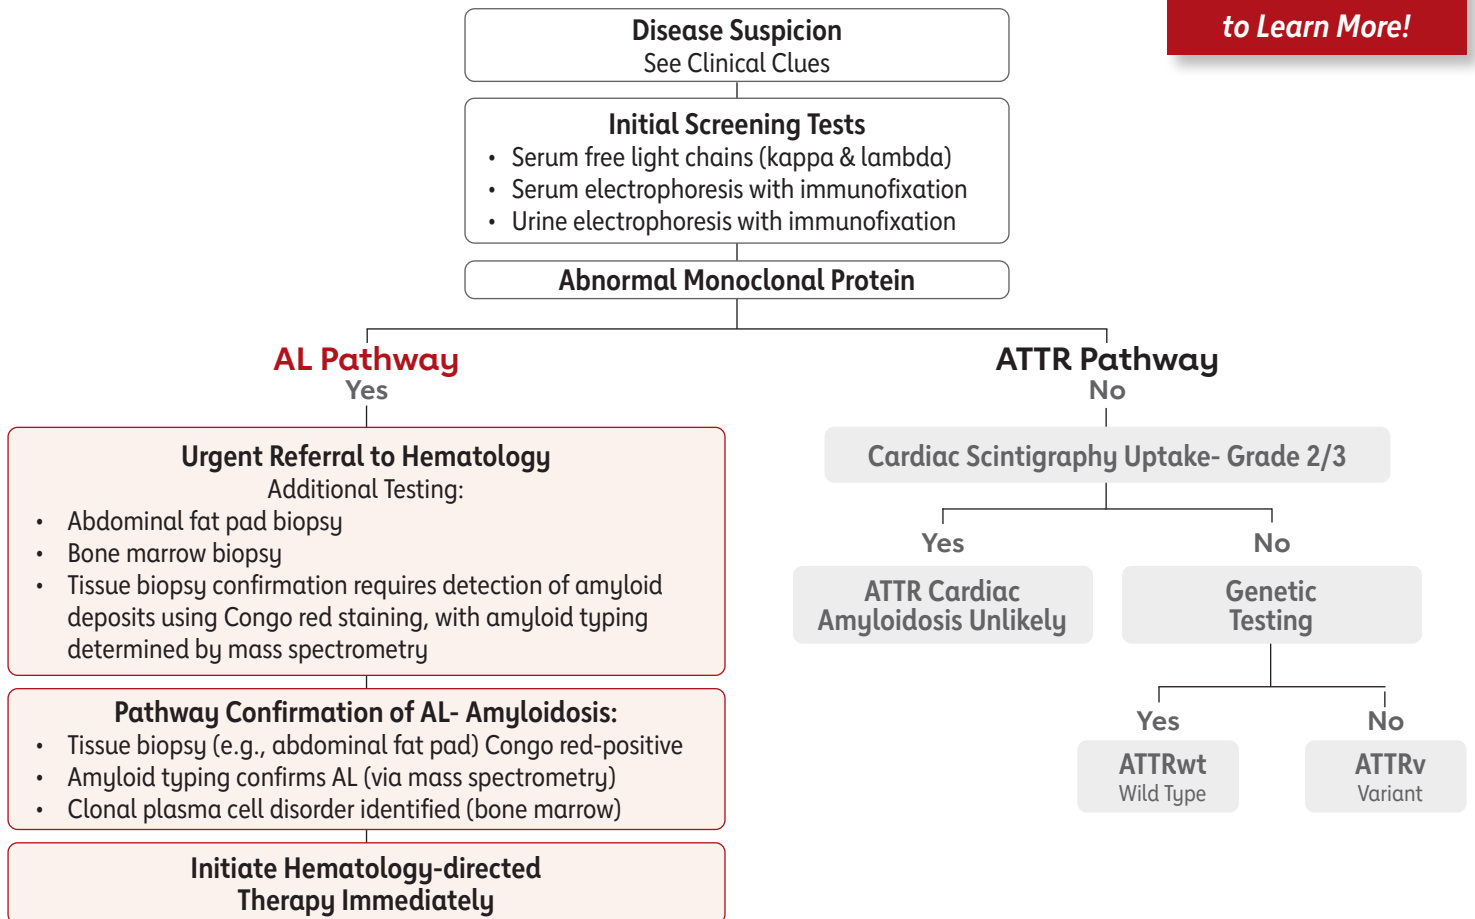 to Learn More!
Disease Suspicion
See Clinical Clues
Initial Screening Tests
• Serum free light chains (kappa & lambda)
• Serum electrophoresis with immunofixation
• Urine electrophoresis with immunofixation
Abnormal Monoclonal Protein
AL Pathway
Yes
Urgent Referral to Hematology
Additional Testing:
• Abdominal fat pad biopsy
• Bone marrow biopsy
• Tissue biopsy confirmation requires detection of amyloid
deposits using Congo red staining, with amyloid typing
determined by mass spectrometry
Pathway Confirmation of AL- Amyloidosis:
• Tissue biopsy (e.g., abdominal fat pad) Congo red-positive
• Amyloid typing confirms AL (via mass spectrometry)
• Clonal plasma cell disorder identified (bone marrow)
Initiate Hematology-directed
Therapy Immediately
ATTR Pathway
No
Cardiac Scintigraphy Uptake- Grade 2/3
Yes
ATTR Cardiac
Amyloidosis Unlikely
No
Genetic
Testing
Yes
ATTRwt
Wild Type
No
ATTRv
Variant